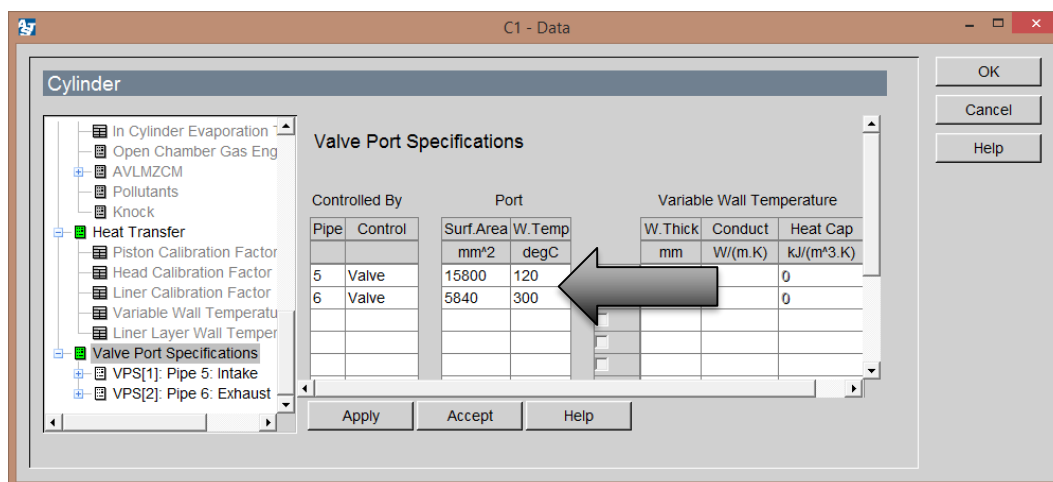 C1 - Data
OK
Cancel
Help
Cylinder
In Cylinder Evaporation
Open Chamber Gas Eng
AVLMZCM
Pollutants
Knock
Heat Transfer
Piston Calibration Factor
Head Calibration Factor
Liner Calibration Factor
Variable Wall Temperatu
Liner Layer Wall Temper
Valve Port Specifications
VPS[1]: Pipe 5: Intake
VPS[2]: Pipe 6: Exhaust
Valve Port Specifications
Controlled By Port Variable Wall Temperature
Pipe Control Surf.Area W.Temp W.Thick Conduct Heat Cap
mm^2 degC mm W/(m.K) kJ/(m^3.K)
5 Valve 15800 120 0
6 Valve 5840 300 0
Apply Accept Help